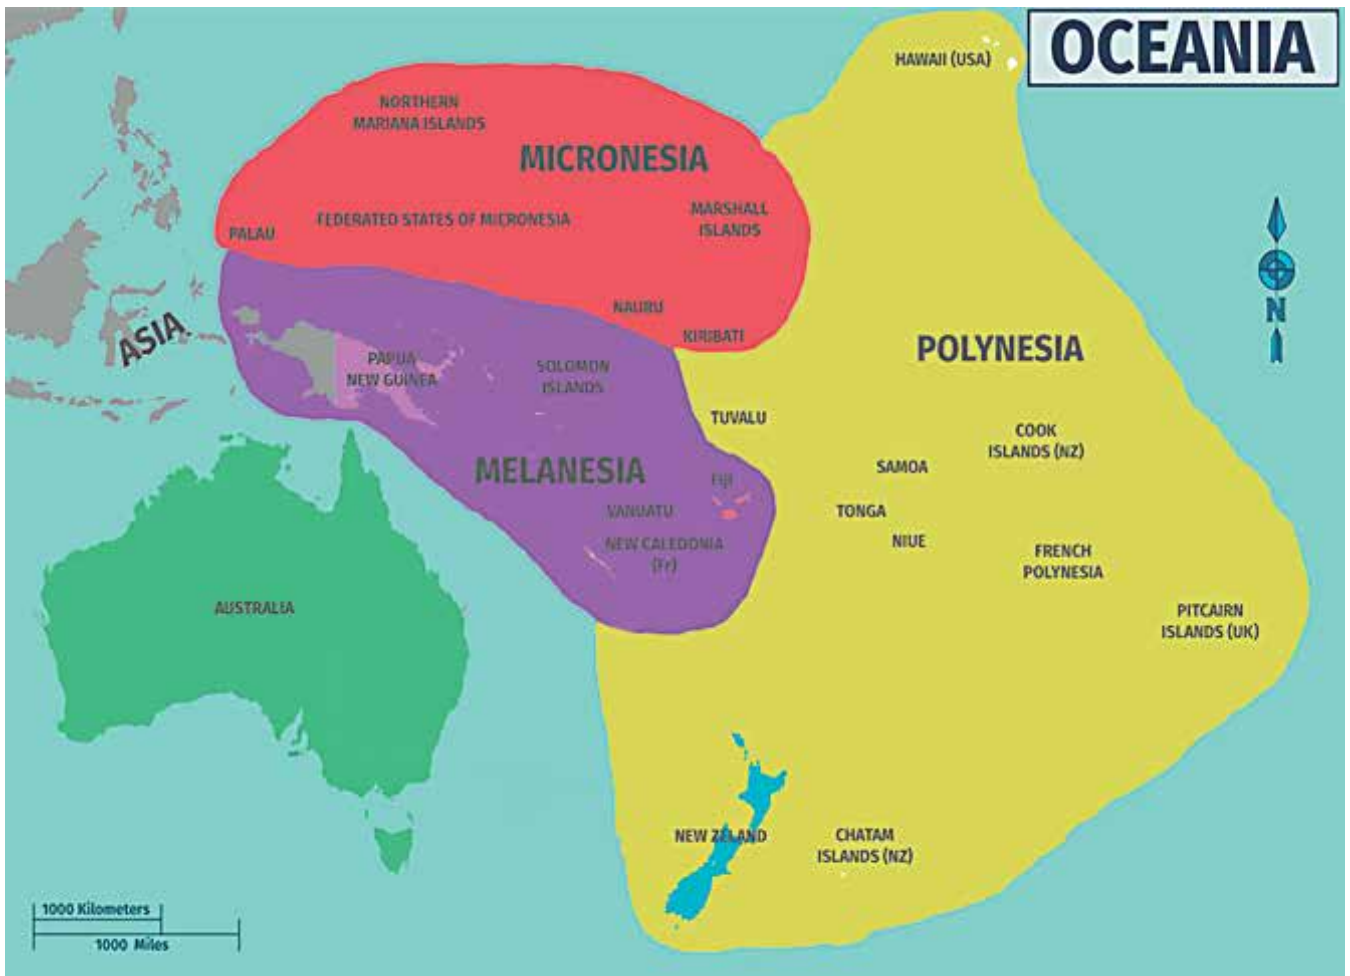 OCEANIA
HAWAII (USA)
NORTHERN
MARIANA ISLANDS
MICRONESIA
FEDERATED STATES OF MICRONESIA
MARSHALL
ISLANDS
PALAU
NAURU
KIRIBATI
N
ASIA
PAPUA
NEW GUINEA
SOLOMON
ISLANDS
POLYNESIA
TUVALU
COOK
ISLANDS (NZ)
SAMOA
MELANESIA
FIJI
VANUATU
TONGA
NIUE
NEW CALEDONIA
(Fr)
FRENCH
POLYNESIA
PITCAIRN
ISLANDS (UK)
AUSTRALIA
NEW ZELAND
CHATAM
ISLANDS (NZ)
1000 Kilometers
1000 Miles